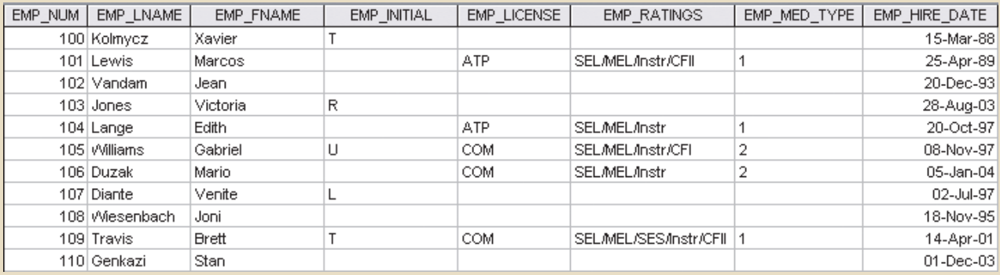 EMP_NUM EMP_LNAME EMP_FNAME EMP_INITIAL EMP_LICENSE EMP_RATINGS EMP_MED_TYPE EMP_HIRE_DATE
100 Kolmycz Xavier T 15-Mar-88
101 Lewis Marcos ATP SEL/MEL/Instr/CFII 1 25-Apr-89
102 Vandam Jean 20-Dec-93
103 Jones Victoria R 28-Aug-03
104 Lange Edith ATP SEL/MEL/Instr 1 20-Oct-97
105 Williams Gabriel U COM SEL/MEL/Instr/CFI 2 08-Nov-97
106 Duzak Mario COM SEL/MEL/Instr 2 05-Jan-04
107 Diante Venite L 02-Jul-97
108 Wiesenbach Joni 18-Nov-95
109 Travis Brett T COM SEL/MEL/SES/Instr/CFII 1 14-Apr-01
110 Genkazi Stan 01-Dec-03